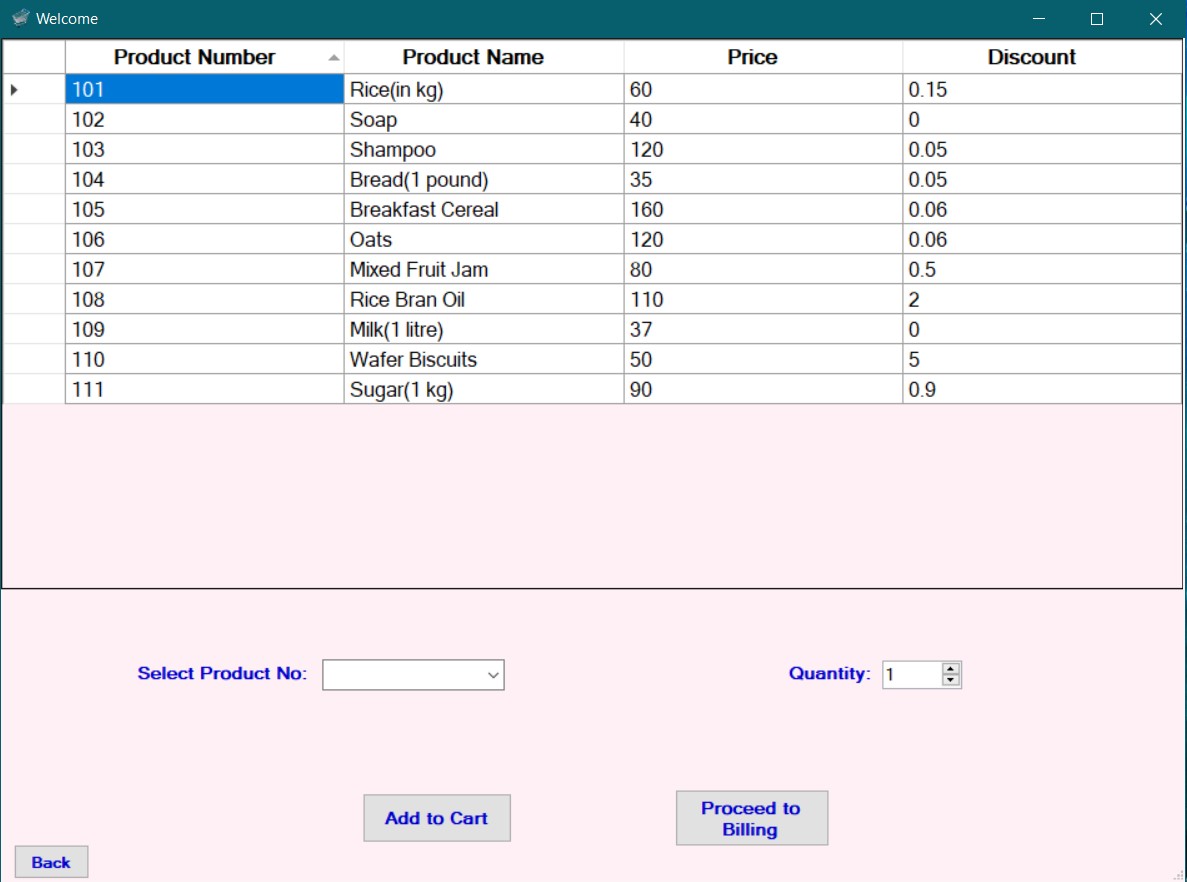 Welcome
Product Number Product Name Price Discount
101 Rice(in kg) 60 0.15
102 Soap 40 0
103 Shampoo 120 0.05
104 Bread(1 pound) 35 0.05
105 Breakfast Cereal 160 0.06
106 Oats 120 0.06
107 Mixed Fruit Jam 80 0.5
108 Rice Bran Oil 110 2
109 Milk(1 litre) 37 0
110 Wafer Biscuits 50 5
111 Sugar(1 kg) 90 0.9
Select Product No: Quantity: 1
Add to Cart
Proceed to
Billing
Back